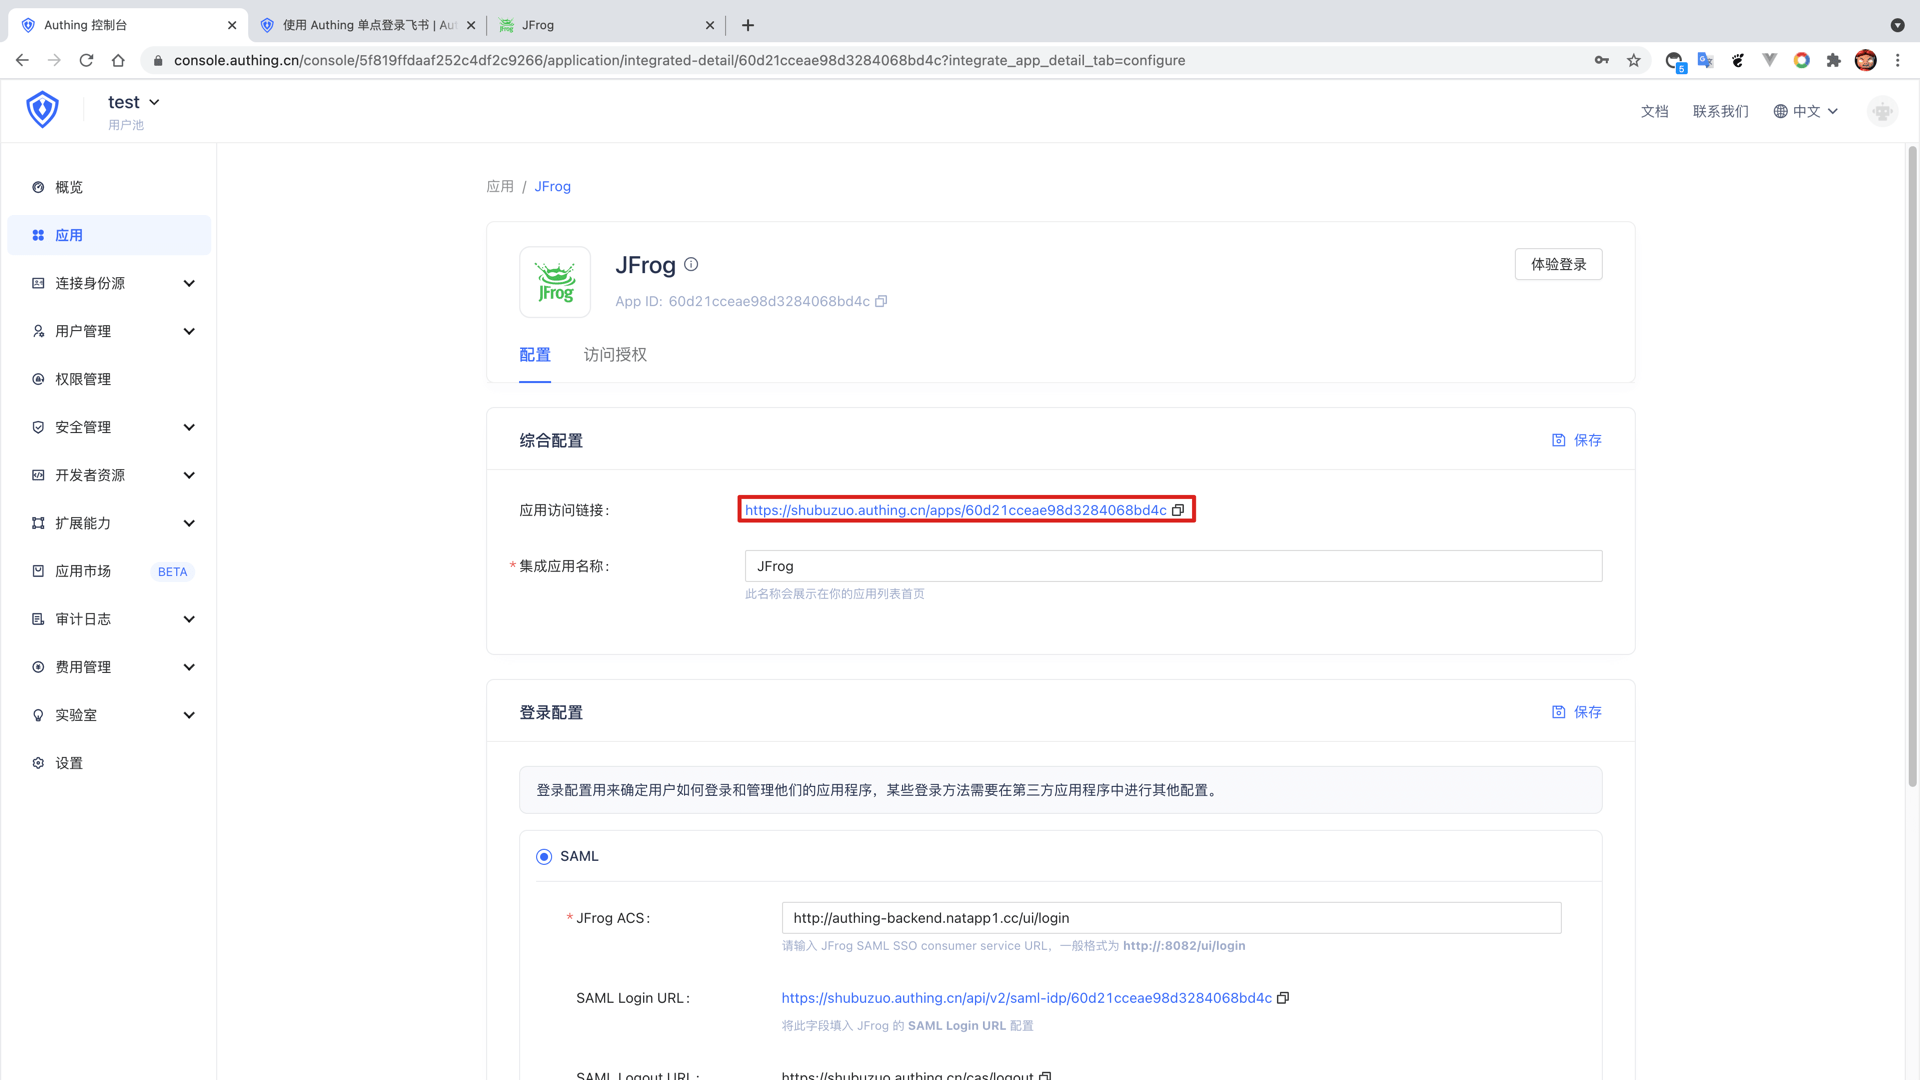 Authing 控制台
使用 Authing 单点登录飞书 | Aut
JFrog
console.authing.cn/console/5f819ffdaaf252c4df2c9266/application/integrated-detail/60d21cceae98d3284068bd4c?integrate_app_detail_tab=configure
5
test
用户池
文档
联系我们
中文
概览
应用
连接身份源
用户管理
权限管理
安全管理
开发者资源
扩展能力
应用市场 BETA
审计日志
费用管理
实验室
设置
应用 / JFrog
JFrog
JFrog
App ID: 60d21cceae98d3284068bd4c
体验登录
配置
访问授权
综合配置
保存
应用访问链接:
https://shubuzuo.authing.cn/apps/60d21cceae98d3284068bd4c
* 集成应用名称:
JFrog
此名称会展示在你的应用列表首页
登录配置
保存
登录配置用来确定用户如何登录和管理他们的应用程序，某些登录方法需要在第三方应用程序中进行其他配置。
SAML
* JFrog ACS:
http://authing-backend.natapp1.cc/ui/login
请输入 JFrog SAML SSO consumer service URL，一般格式为 http://:8082/ui/login
SAML Login URL:
https://shubuzuo.authing.cn/api/v2/saml-idp/60d21cceae98d3284068bd4c
将此字段填入 JFrog 的 SAML Login URL 配置
SAML Logout URL:
https://shubuzuo.authing.cn/cas/logout